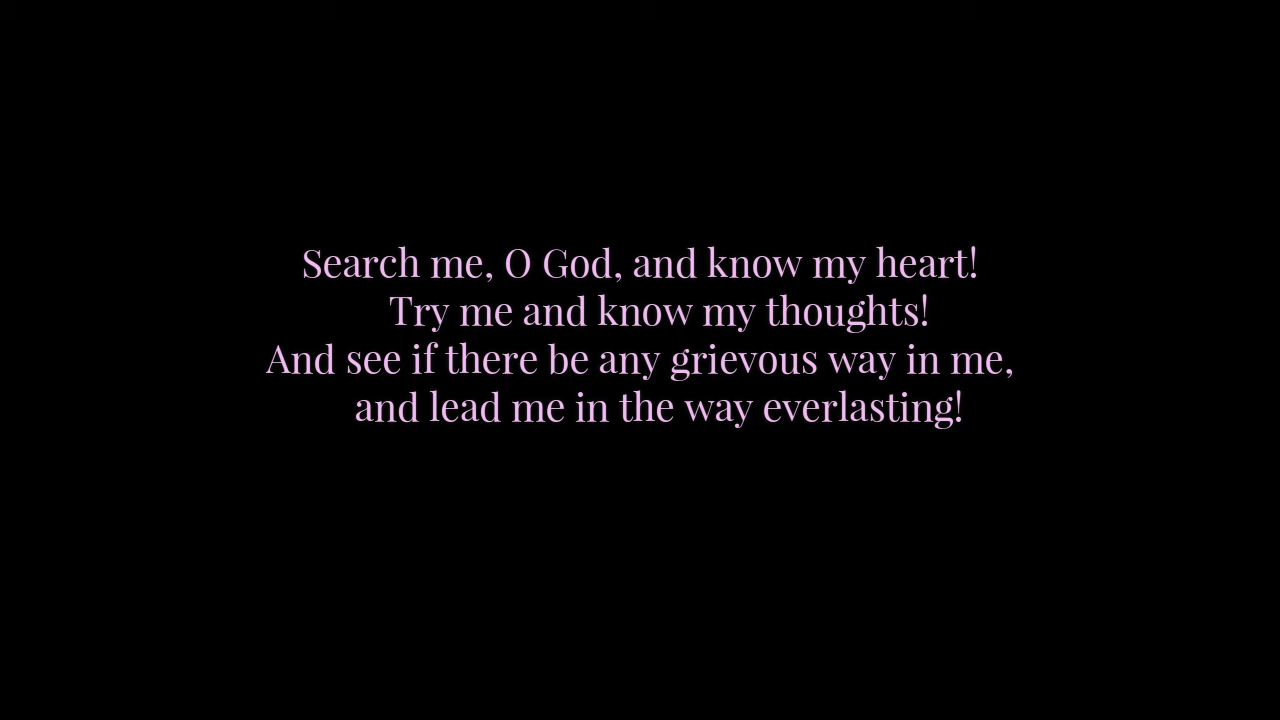 Search me, O God, and know my heart!
Try me and know my thoughts!
And see if there be any grievous way in me,
and lead me in the way everlasting!